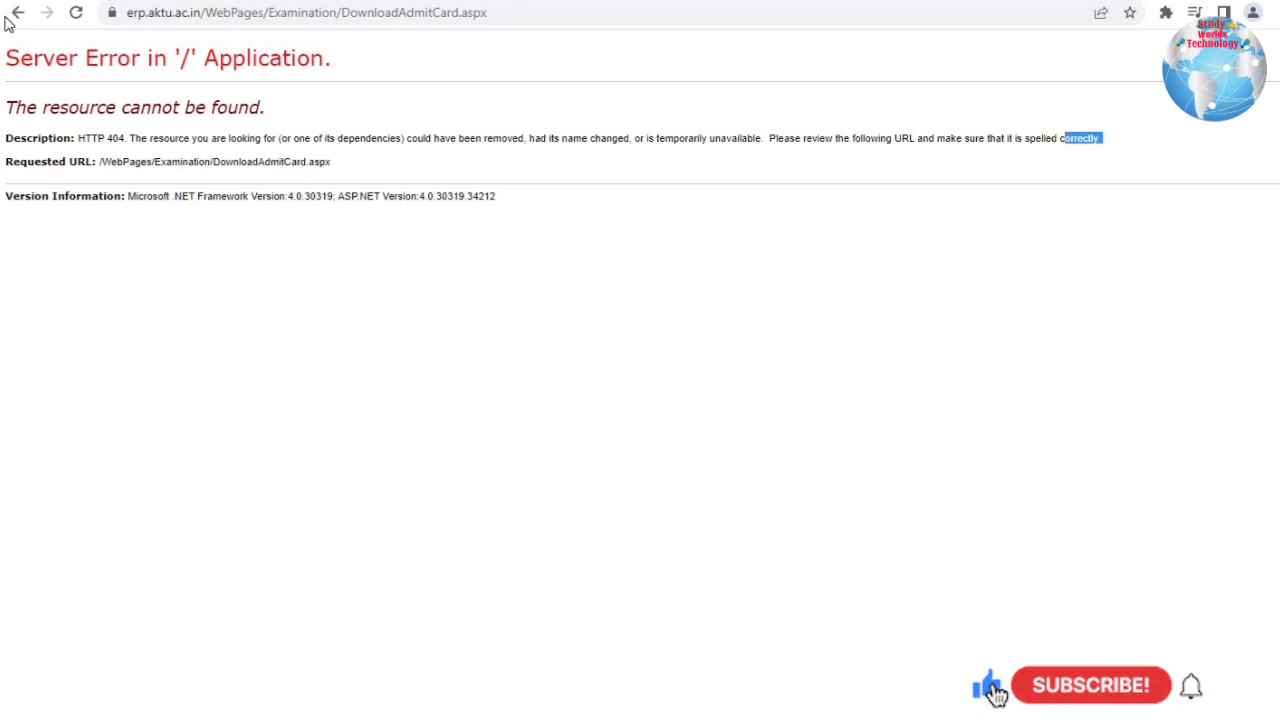 erp.aktu.ac.in/WebPages/Examination/DownloadAdmitCard.aspx
Study
Worlds
Technology
Server Error in '/' Application.
The resource cannot be found.
Description: HTTP 404. The resource you are looking for (or one of its dependencies) could have been removed, had its name changed, or is temporarily unavailable.  Please review the following URL and make sure that it is spelled correctly.
Requested URL: /WebPages/Examination/DownloadAdmitCard.aspx
Version Information: Microsoft .NET Framework Version:4.0.30319; ASP.NET Version:4.0.30319.34212
SUBSCRIBE!